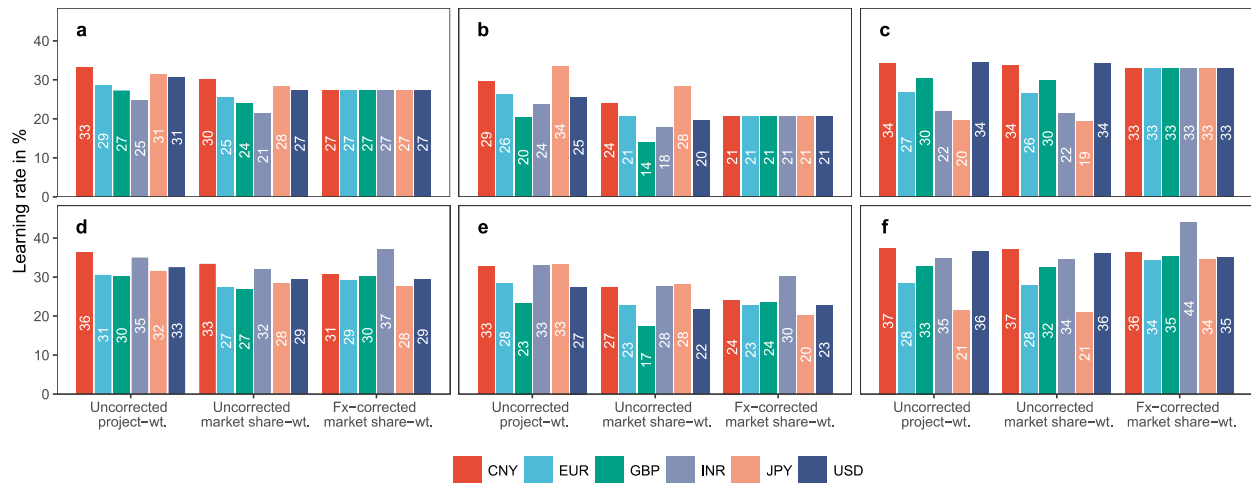 a
b
c
Learning rate in %
40
30
20
10
0
33 29 27 25 31 31
30 25 24 21 28 27
27 27 27 27 27 27
29 26 20 24 34 25
24 21 14 18 28 20
21 21 21 21 21 21
34 27 30 22 20 34
34 26 30 22 19 34
33 33 33 33 33 33
d
e
f
40
30
20
10
0
36 31 30 35 32 33
33 27 27 32 28 29
31 29 30 37 28 29
33 28 23 33 33 27
27 23 17 28 28 22
24 23 24 30 20 23
37 28 33 35 21 36
37 28 32 34 21 36
36 34 35 44 34 35
Uncorrected
project−wt.
Uncorrected
market share−wt.
Fx−corrected
market share−wt.
Uncorrected
project−wt.
Uncorrected
market share−wt.
Fx−corrected
market share−wt.
Uncorrected
project−wt.
Uncorrected
market share−wt.
Fx−corrected
market share−wt.
CNY EUR GBP INR JPY USD